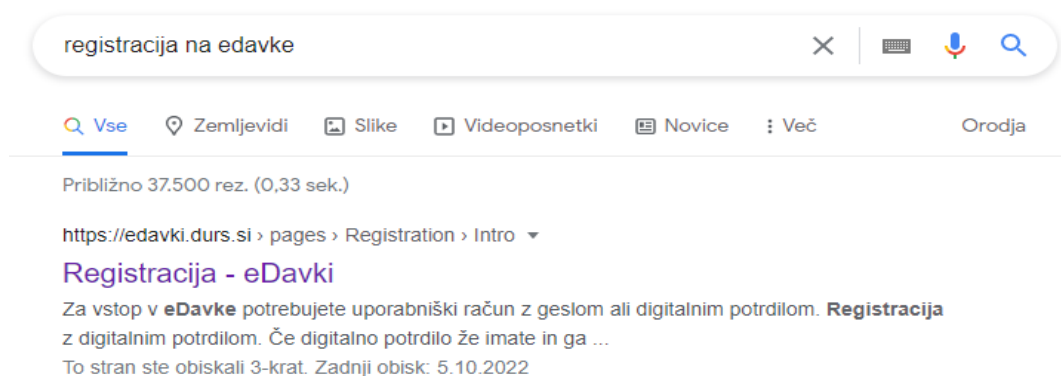 registracija na edavke
Vse Zemljevidi Slike Videoposnetki Novice Več Orodja
Približno 37.500 rez. (0,33 sek.)
https://edavki.durs.si › pages › Registration › Intro
Registracija - eDavki
Za vstop v eDavke potrebujete uporabniški račun z geslom ali digitalnim potrdilom. Registracija
z digitalnim potrdilom. Če digitalno potrdilo že imate in ga ...
To stran ste obiskali 3-krat. Zadnji obisk: 5.10.2022